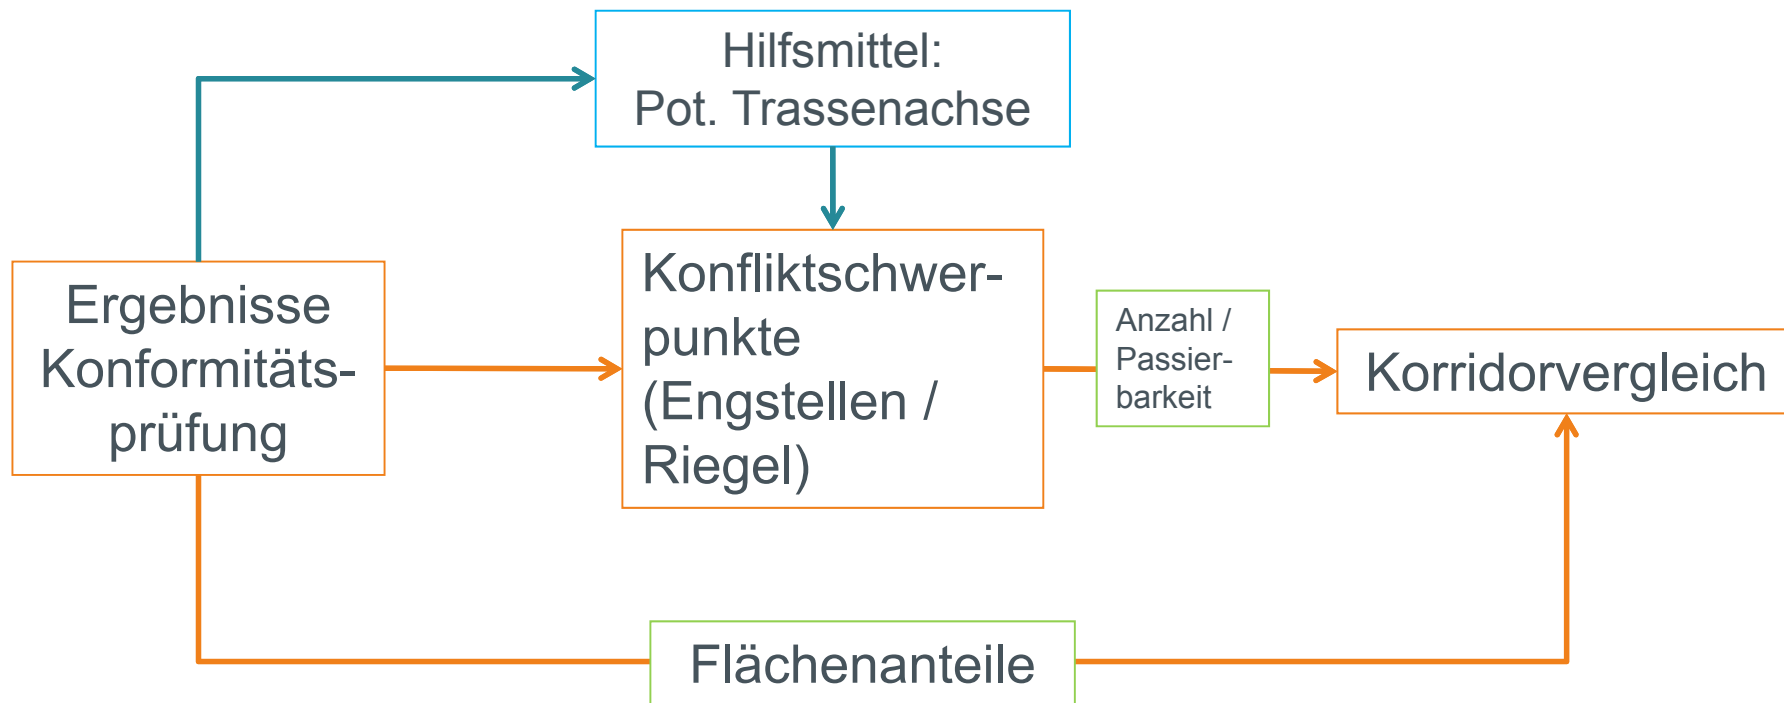 Hilfsmittel:
Pot. Trassenachse
Ergebnisse
Konformitäts-
prüfung
Konfliktschwer-
punkte
(Engstellen /
Riegel)
Anzahl /
Passier-
barkeit
Korridorvergleich
Flächenanteile